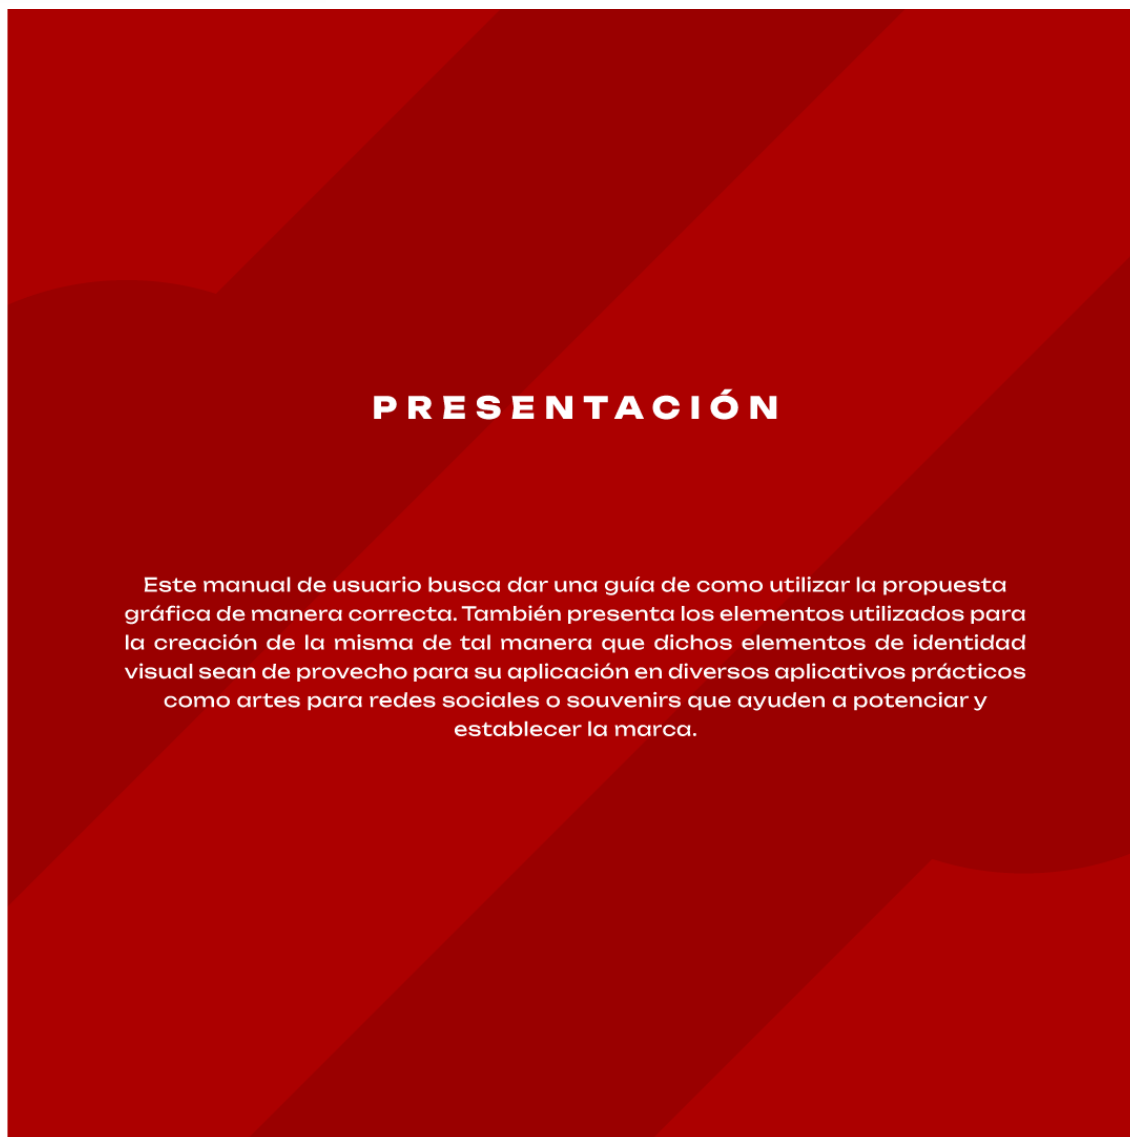 PRESENTACIÓN
Este manual de usuario busca dar una guía de como utilizar la propuesta
gráfica de manera correcta. También presenta los elementos utilizados para
la creación de la misma de tal manera que dichos elementos de identidad
visual sean de provecho para su aplicación en diversos aplicativos prácticos
como artes para redes sociales o souvenirs que ayuden a potenciar y
establecer la marca.